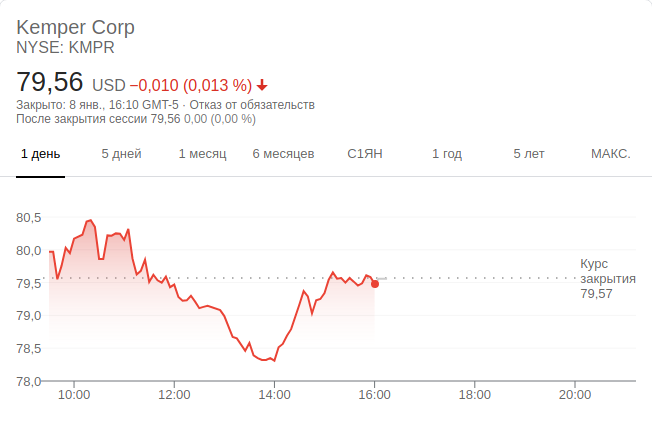 Kemper Corp
NYSE: KMPR
79,56 USD −0,010 (0,013 %)
Закрыто: 8 янв., 16:10 GMT-5 · Отказ от обязательств
После закрытия сессии 79,56 0,00 (0,00 %)
1 день 5 дней 1 месяц 6 месяцев С1ЯН 1 год 5 лет МАКС.
80,5
80,0
79,5
79,0
78,5
78,0
Курс
закрытия
79,57
10:00 12:00 14:00 16:00 18:00 20:00